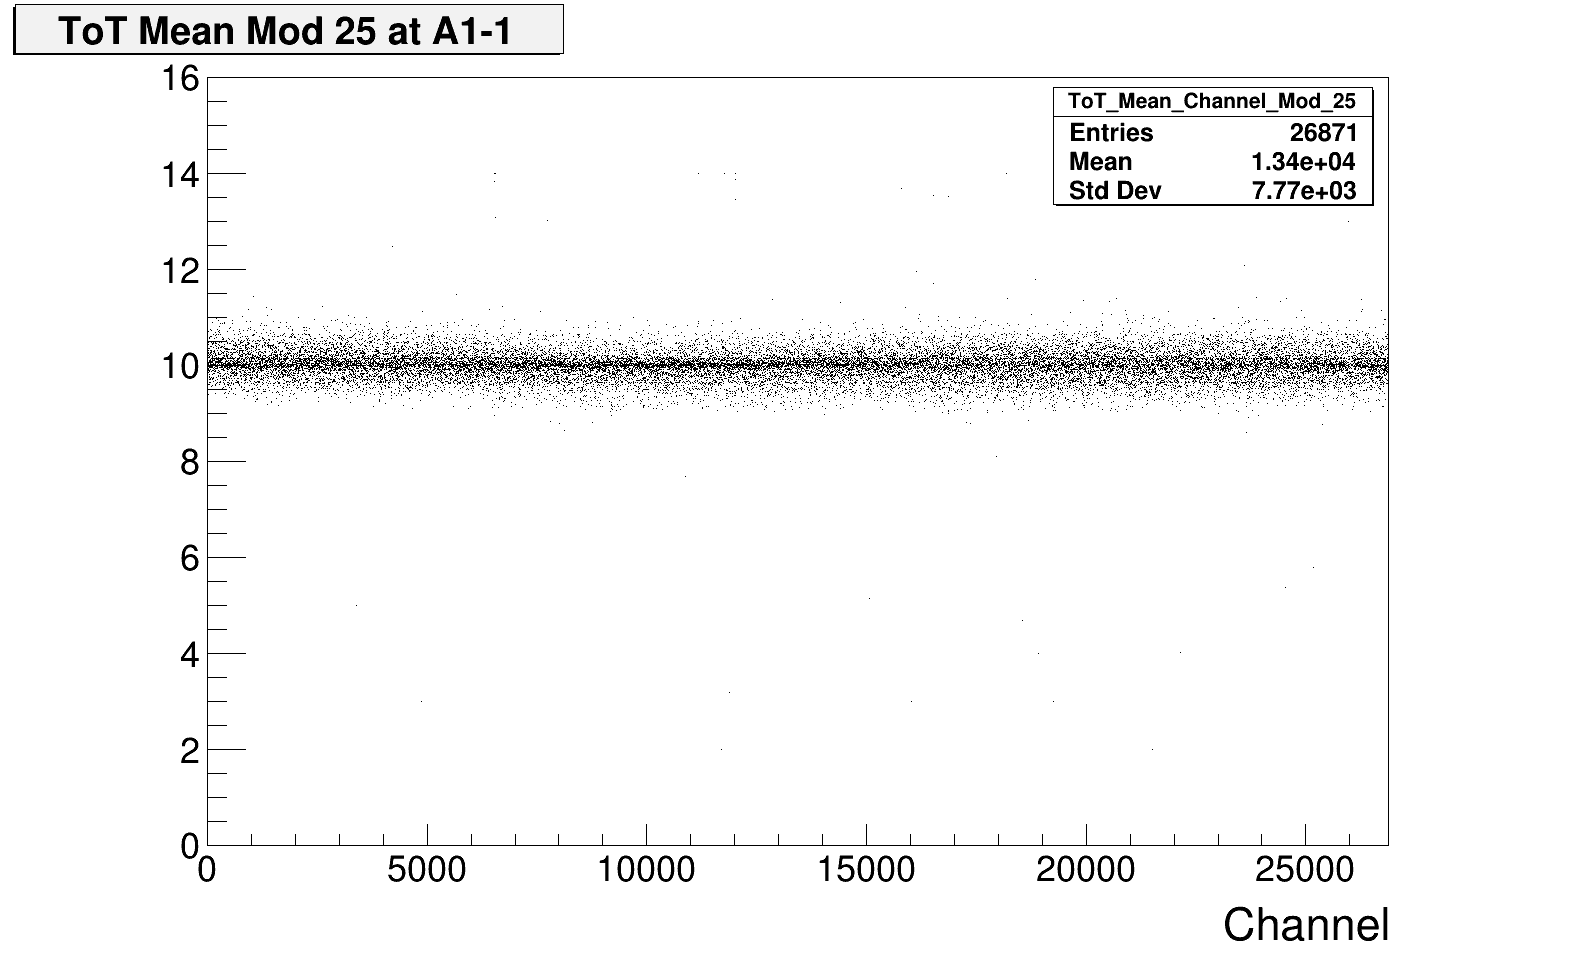 ToT Mean Mod 25 at A1-1
16
ToT_Mean_Channel_Mod_25
Entries 26871
Mean 1.34e+04
Std Dev 7.77e+03
14
12
10
8
6
4
2
0
0 5000 10000 15000 20000 25000
Channel